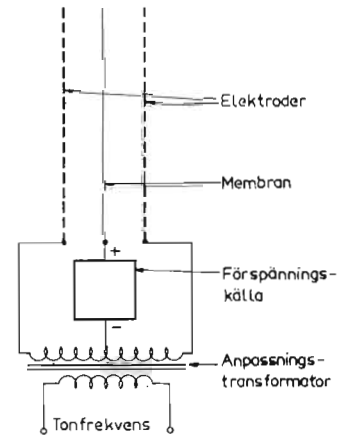 Elektroder
Membran
+
Förspännings-
källa
-
Anpassnings-
transformator
Tonfrekvens